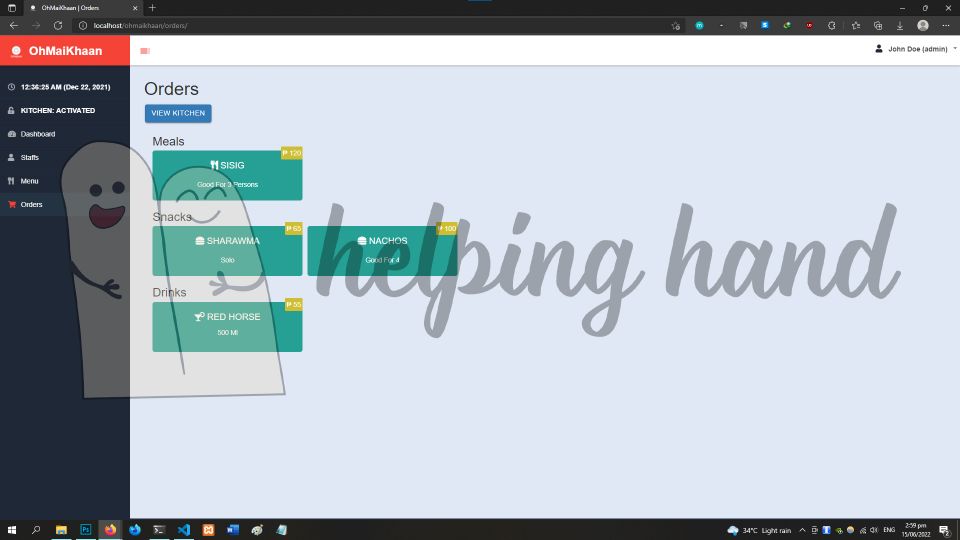 OhMaiKhaan | Orders
localhost/ohmaikhaan/orders/
OhMaiKhaan
John Doe (admin)
12:36:25 AM (Dec 22, 2021)
KITCHEN: ACTIVATED
Dashboard
Staffs
Menu
Orders
Orders
VIEW KITCHEN
Meals
₱ 120
SISIG
Good For 3 Persons
Snacks
₱ 65
SHARAWMA
Solo
₱ 100
NACHOS
Good For 4
Drinks
₱ 55
RED HORSE
500 Ml
helping hand
34°C Light rain
ENG
2:59 pm
15/06/2022